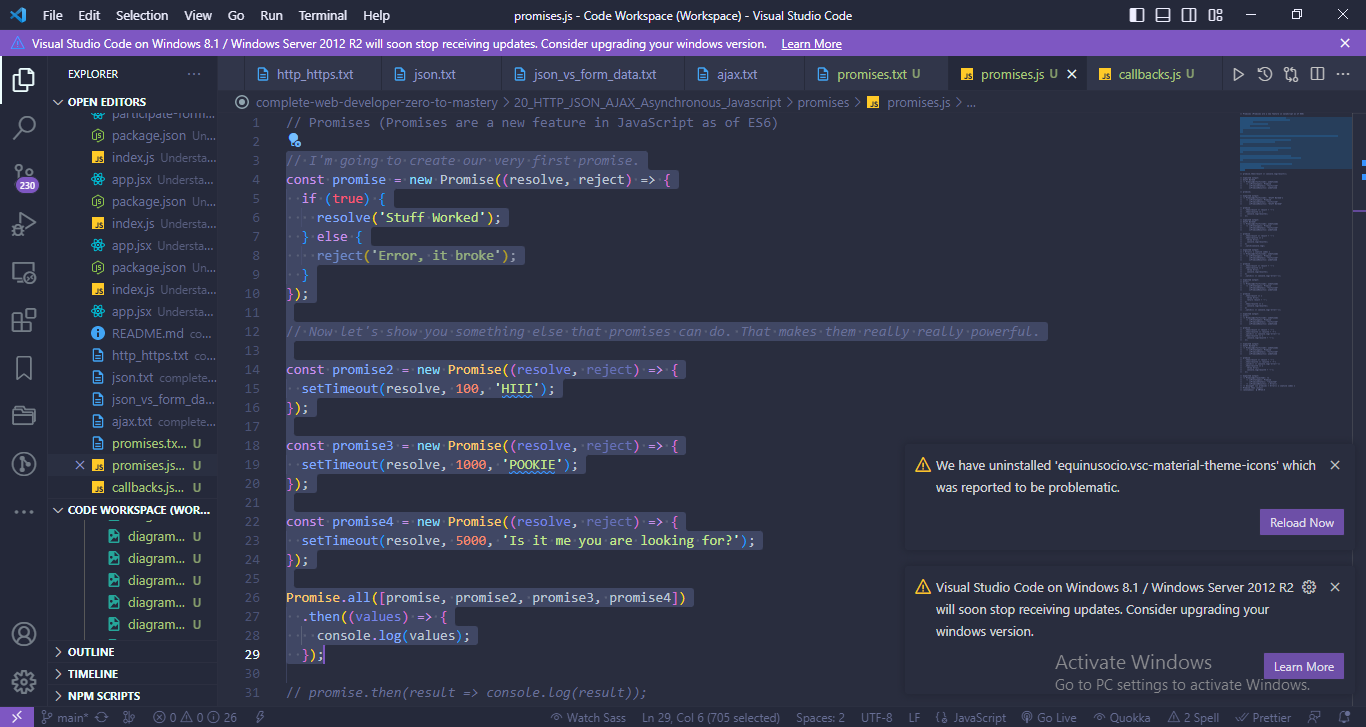 File Edit Selection View Go Run Terminal Help promises.js - Code Workspace (Workspace) - Visual Studio Code
Visual Studio Code on Windows 8.1 / Windows Server 2012 R2 will soon stop receiving updates. Consider upgrading your windows version. Learn More
EXPLORER
http_https.txt json.txt json_vs_form_data.txt ajax.txt promises.txt U promises.js U callbacks.js U
complete-web-developer-zero-to-mastery > 20_HTTP_JSON_AJAX_Asynchronous_Javascript > promises > promises.js > ...
OPEN EDITORS
participate-form...
package.json Un...
index.js Understa...
app.jsx Understa...
package.json Un...
index.js Understa...
app.jsx Understa...
package.json Un...
index.js Understa...
app.jsx Understa...
README.md co...
http_https.txt co...
json.txt complete...
json_vs_form_da...
ajax.txt complete...
promises.tx... U
promises.js... U
callbacks.js... U
CODE WORKSPACE (WOR...
diagram... U
diagram... U
diagram... U
diagram... U
diagram... U
OUTLINE
TIMELINE
NPM SCRIPTS
230
1 // Promises (Promises are a new feature in JavaScript as of ES6)
2
3 // I'm going to create our very first promise.
4 const promise = new Promise((resolve, reject) => {
5 if (true) {
6 resolve('Stuff Worked');
7 } else {
8 reject('Error, it broke');
9 }
10 });
11
12 // Now let's show you something else that promises can do. That makes them really really powerful.
13
14 const promise2 = new Promise((resolve, reject) => {
15 setTimeout(resolve, 100, 'HIII');
16 });
17
18 const promise3 = new Promise((resolve, reject) => {
19 setTimeout(resolve, 1000, 'POOKIE');
20 });
21
22 const promise4 = new Promise((resolve, reject) => {
23 setTimeout(resolve, 5000, 'Is it me you are looking for?');
24 });
25
26 Promise.all([promise, promise2, promise3, promise4])
27 .then((values) => {
28 console.log(values);
29 });
30
31 // promise.then(result => console.log(result));
We have uninstalled 'equinusocio.vsc-material-theme-icons' which
was reported to be problematic.
Reload Now
Visual Studio Code on Windows 8.1 / Windows Server 2012 R2
will soon stop receiving updates. Consider upgrading your
windows version.
Learn More
Activate Windows
Go to PC settings to activate Windows.
main* 0 0 26 Watch Sass Ln 29, Col 6 (705 selected) Spaces: 2 UTF-8 LF {} JavaScript Go Live Quokka 2 Spell Prettier